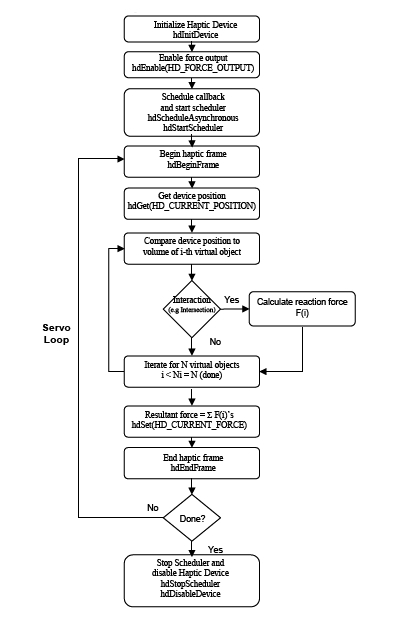 Initialize Haptic Device
hdInitDevice
Enable force output
hdEnable(HD_FORCE_OUTPUT)
Schedule callback
and start scheduler
hdScheduleAsynchronous
hdStartScheduler
Begin haptic frame
hdBeginFrame
Get device position
hdGet(HD_CURRENT_POSITION)
Compare device position to
volume of i-th virtual object
Interaction
(e.g Intersection)
Yes
Calculate reaction force
F(i)
No
Servo
Loop
Iterate for N virtual objects
i < Ni = N (done)
Resultant force = Σ F(i)'s
hdSet(HD_CURRENT_FORCE)
End haptic frame
hdEndFrame
No
Done?
Yes
Stop Scheduler and
disable Haptic Device
hdStopScheduler
hdDisableDevice